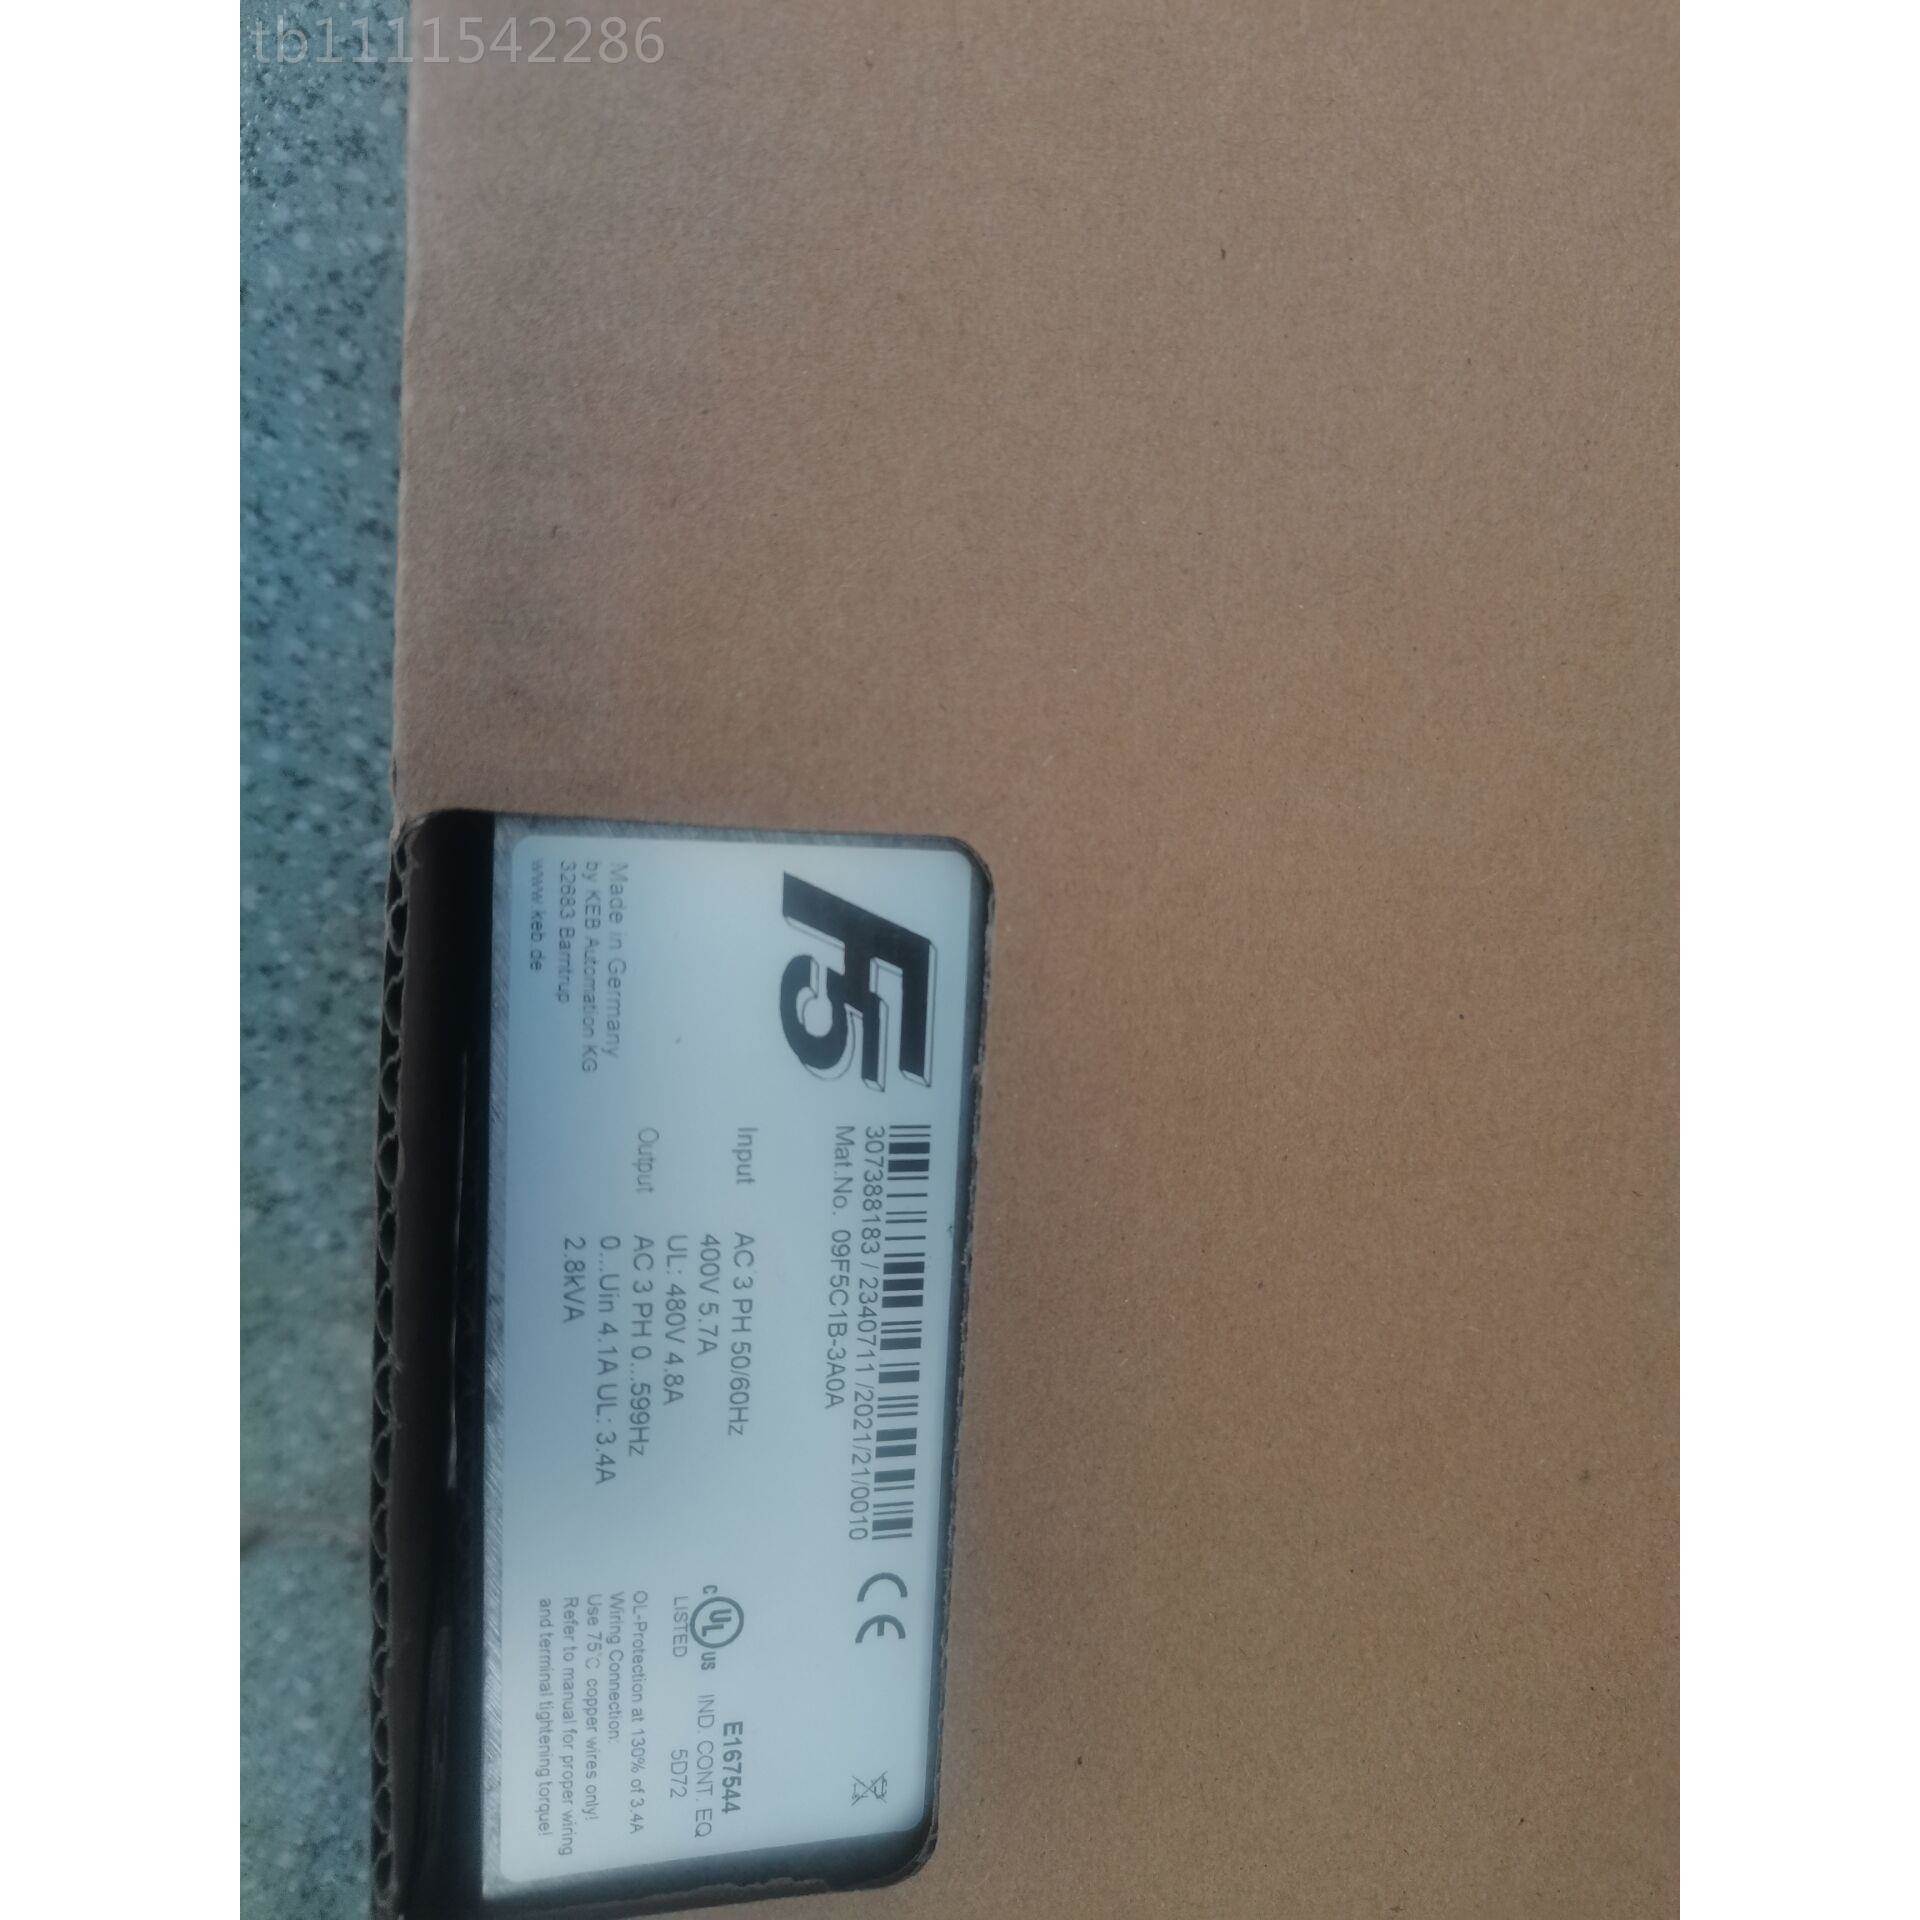 tb1111542286
F5
307388183 / 2340711 /2021/21/0010
Mat.No. 09F5C1B-3A0A
CE
Input AC 3 PH 50/60Hz
400V 5.7A
UL: 480V 4.8A
Output AC 3 PH 0...599Hz
0...Uin 4.1A UL: 3.4A
2.8kVA
Made in Germany
by KEB Automation KG
32683 Barntrup
www.keb.de
c UL us
LISTED
E167544
IND. CONT. EQ
5D72
OL-Protection at 130% of 3.4A
Wiring Connection:
Use 75°C copper wires only!
Refer to manual for proper wiring
and terminal tightening torque!